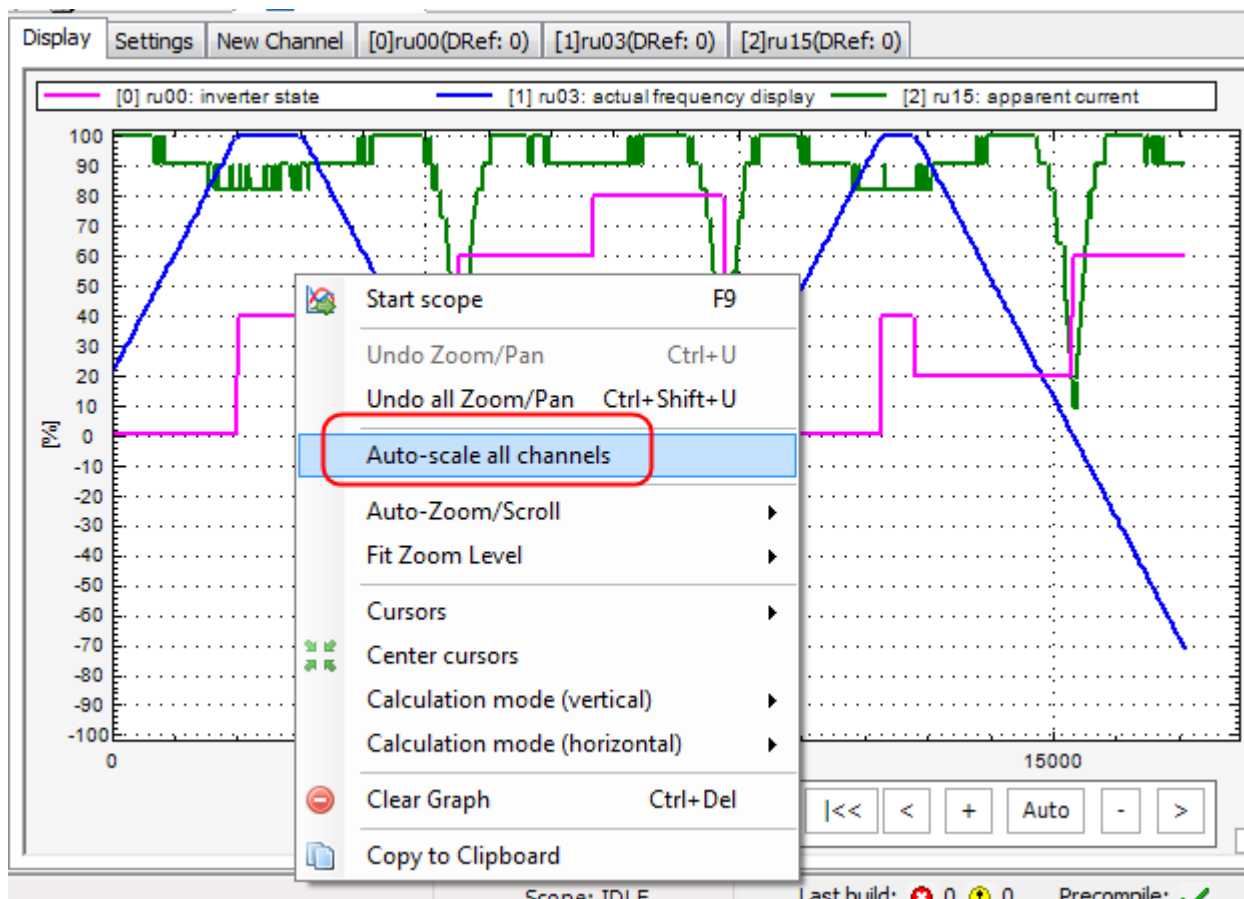 Display Settings New Channel [0]ru00(DRef: 0) [1]ru03(DRef: 0) [2]ru15(DRef: 0)
[0] ru00: inverter state [1] ru03: actual frequency display [2] ru15: apparent current
100
90
80
70
60
50
40
30
20
10
0
-10
-20
-30
-40
-50
-60
-70
-80
-90
-100
[%]
0 15000
Start scope F9
Undo Zoom/Pan Ctrl+U
Undo all Zoom/Pan Ctrl+Shift+U
Auto-scale all channels
Auto-Zoom/Scroll
Fit Zoom Level
Cursors
Center cursors
Calculation mode (vertical)
Calculation mode (horizontal)
Clear Graph Ctrl+Del
Copy to Clipboard
|<< < + Auto - >
Scope: IDLE Last build: 0 0 Precompile: